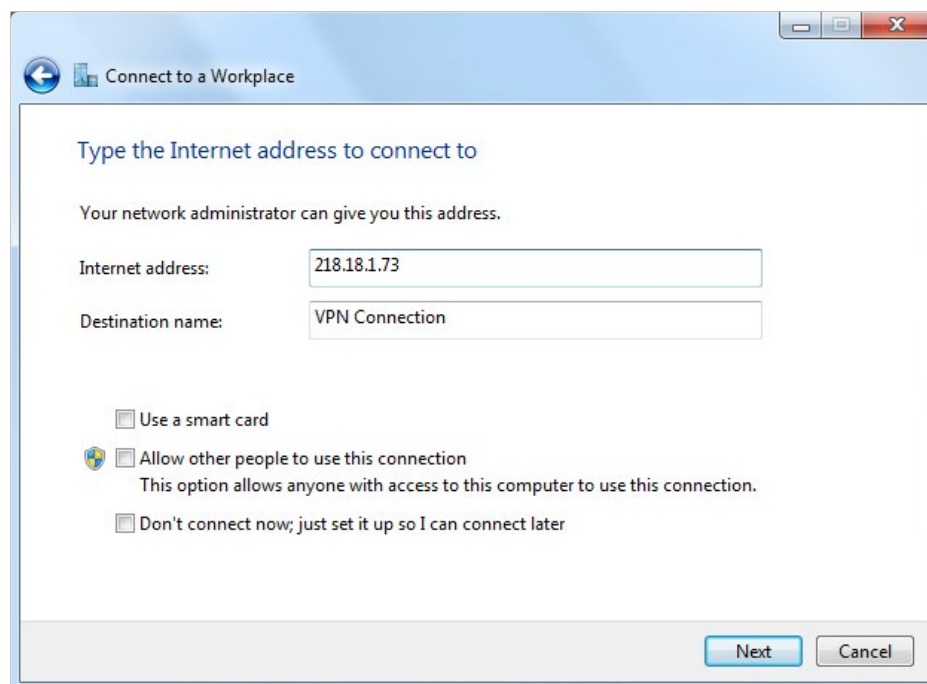 Connect to a Workplace
Type the Internet address to connect to
Your network administrator can give you this address.
Internet address: 218.18.1.73
Destination name: VPN Connection
Use a smart card
Allow other people to use this connection
This option allows anyone with access to this computer to use this connection.
Don't connect now; just set it up so I can connect later
Next Cancel